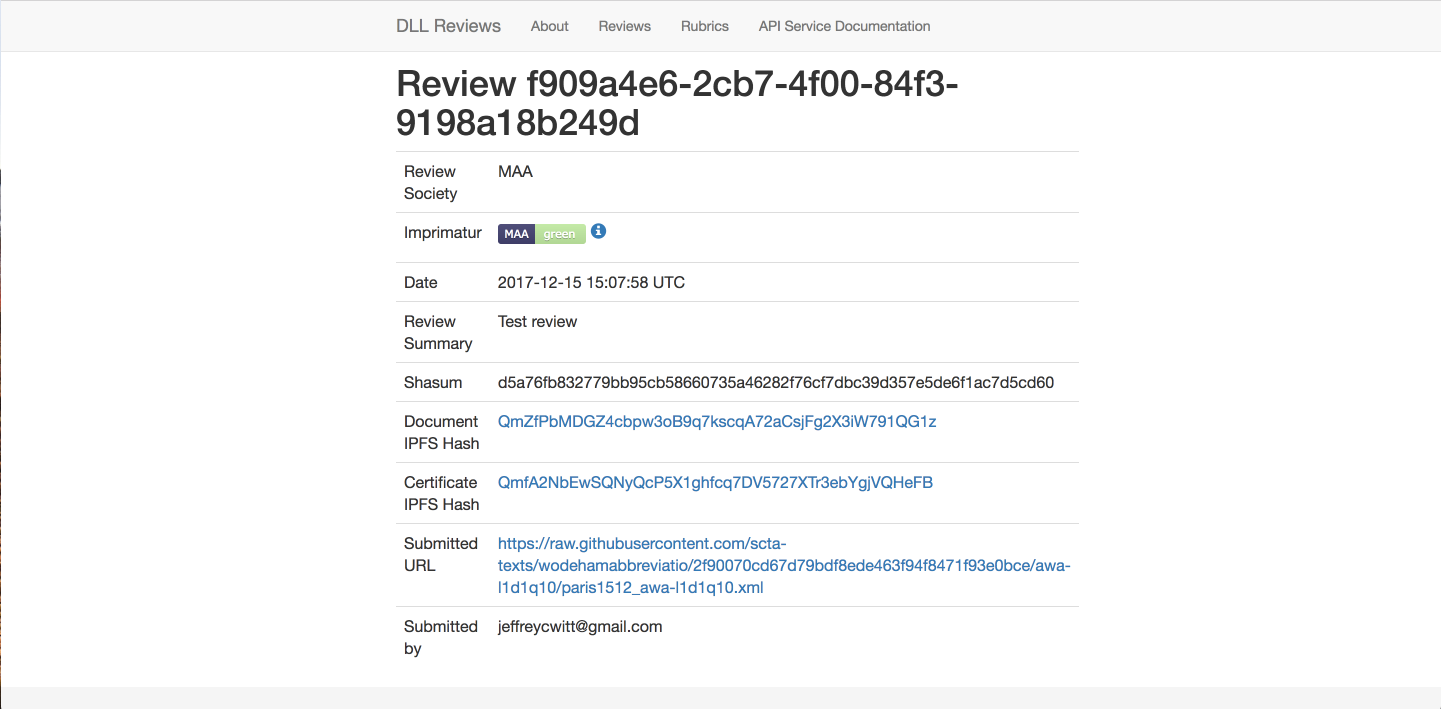 DLL Reviews About Reviews Rubrics API Service Documentation
Review f909a4e6-2cb7-4f00-84f3-
9198a18b249d
Review Society MAA
Imprimatur MAA green
Date 2017-12-15 15:07:58 UTC
Review Summary Test review
Shasum d5a76fb832779bb95cb58660735a46282f76cf7dbc39d357e5de6f1ac7d5cd60
Document IPFS Hash QmZfPbMDGZ4cbpw3oB9q7kscqA72aCsjFg2X3iW791QG1z
Certificate IPFS Hash QmfA2NbEwSQNyQcP5X1ghfcq7DV5727XTr3ebYgjVQHeFB
Submitted URL https://raw.githubusercontent.com/scta-
texts/wodehamabbreviatio/2f90070cd67d79bdf8ede463f94f8471f93e0bce/awa-
l1d1q10/paris1512_awa-l1d1q10.xml
Submitted by jeffreycwitt@gmail.com